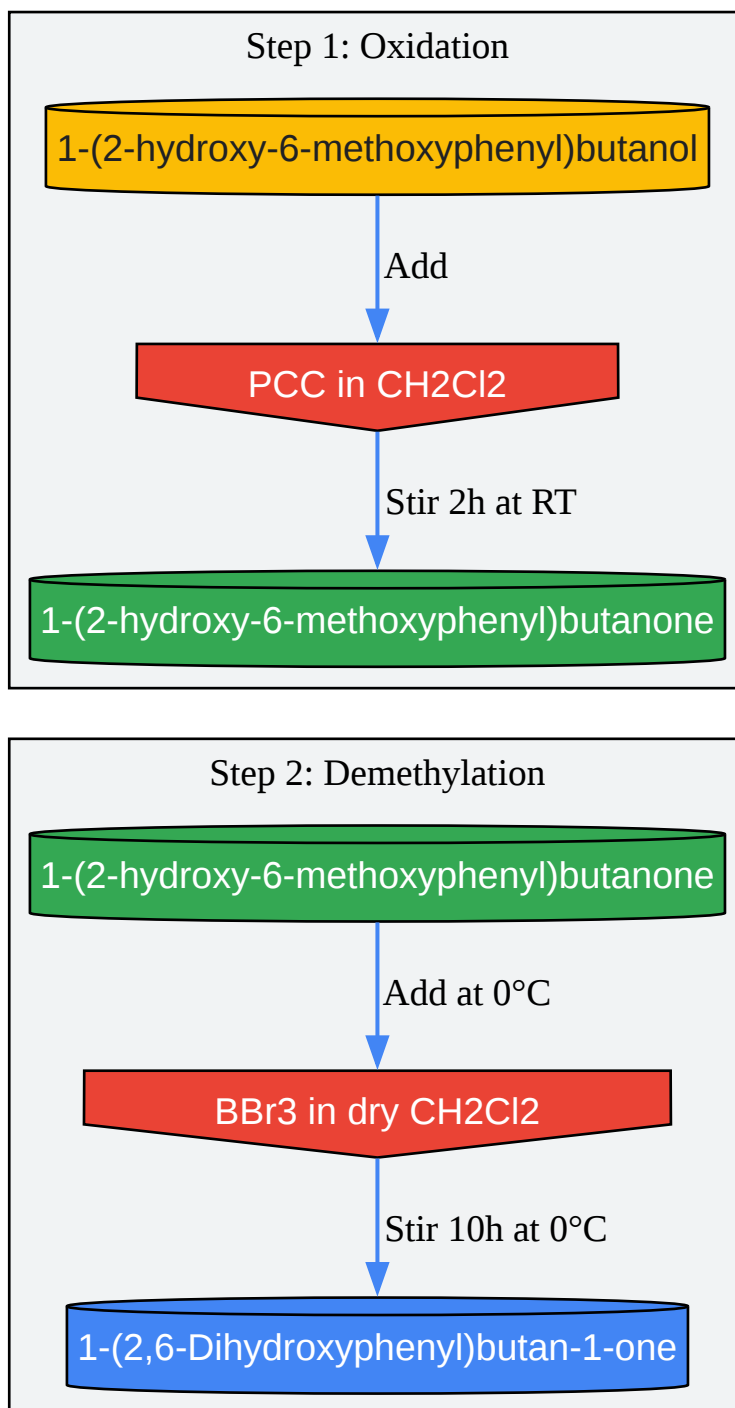 Step 1: Oxidation
1-(2-hydroxy-6-methoxyphenyl)butanol
Add
PCC in CH2Cl2
Stir 2h at RT
1-(2-hydroxy-6-methoxyphenyl)butanone
Step 2: Demethylation
1-(2-hydroxy-6-methoxyphenyl)butanone
Add at 0°C
BBr3 in dry CH2Cl2
Stir 10h at 0°C
1-(2,6-Dihydroxyphenyl)butan-1-one